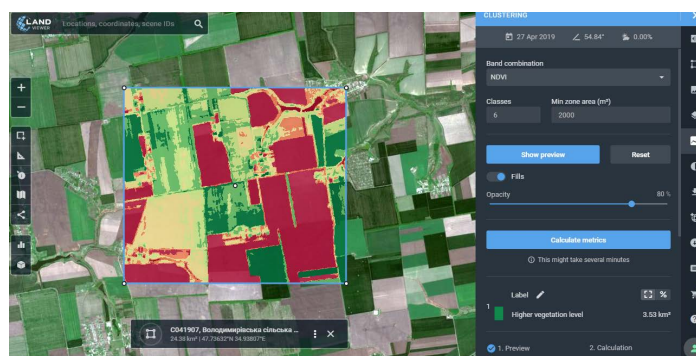 LAND
VIEWER
Locations, coordinates, scene IDs
CLUSTERING
27 Apr 2019
54.84°
0.00%
Band combination
NDVI
Classes
Min zone area (m²)
6
2000
Show preview
Reset
Fills
Opacity
80 %
Calculate metrics
This might take several minutes
Label
%
1
Higher vegetation level
3.53 km²
1. Preview
2. Calculation
C041907, Володимирівська сільська ...
24.38 km² | 47.73632°N 34.93807°E